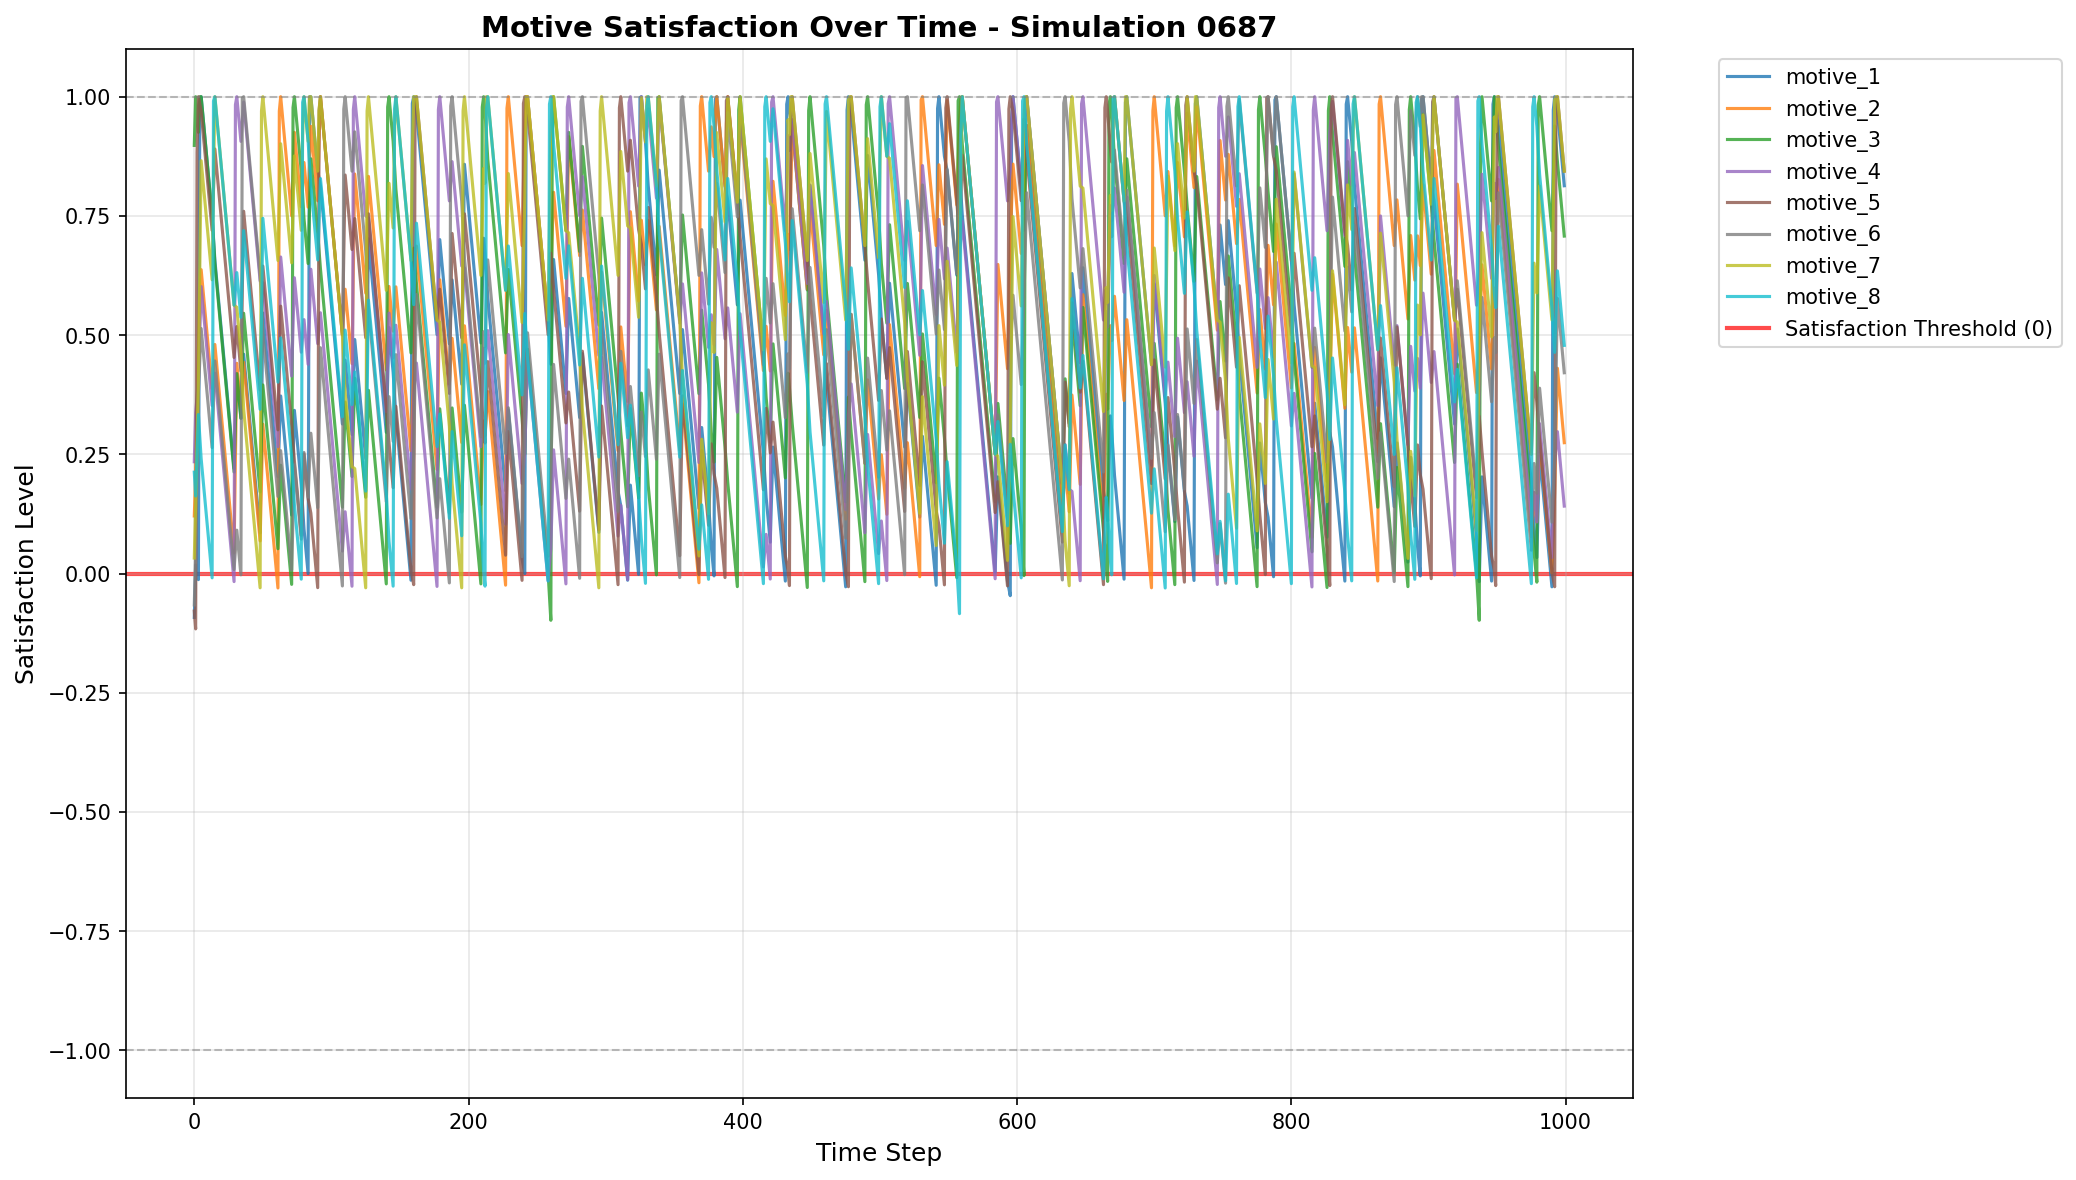 Motive Satisfaction Over Time - Simulation 0687
Satisfaction Level
1.00
0.75
0.50
0.25
0.00
−0.25
−0.50
−0.75
−1.00
0
200
400
600
800
1000
Time Step
motive_1
motive_2
motive_3
motive_4
motive_5
motive_6
motive_7
motive_8
Satisfaction Threshold (0)